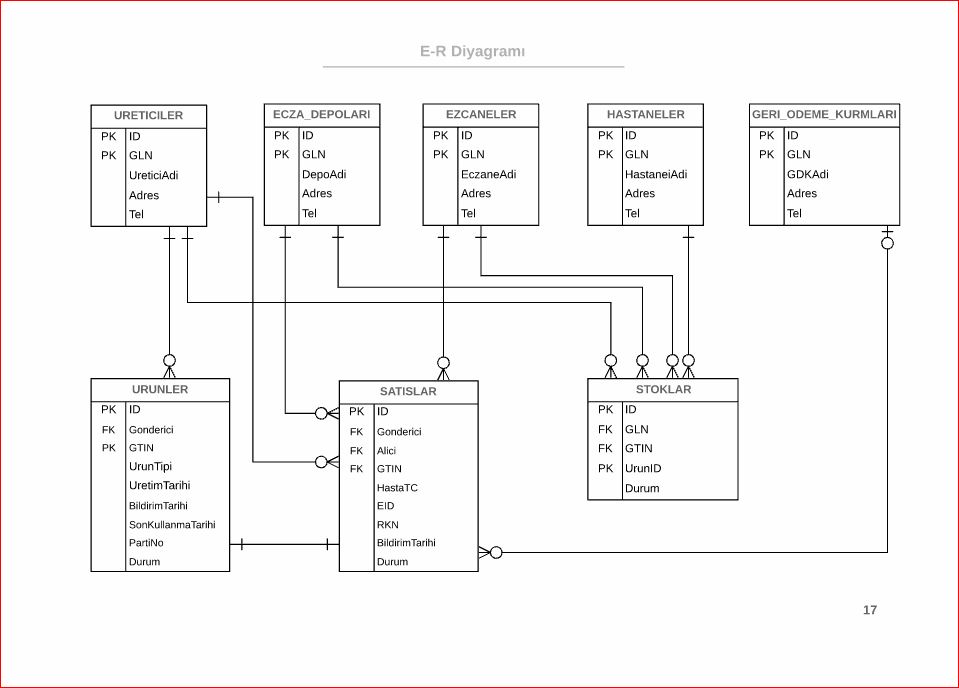 E-R Diyagramı
URETICILER
PK ID
PK GLN
UreticiAdi
Adres
Tel
ECZA_DEPOLARI
PK ID
PK GLN
DepoAdi
Adres
Tel
EZCANELER
PK ID
PK GLN
EczaneAdi
Adres
Tel
HASTANELER
PK ID
PK GLN
HastaneiAdi
Adres
Tel
GERI_ODEME_KURMLARI
PK ID
PK GLN
GDKAdi
Adres
Tel
URUNLER
PK ID
FK Gonderici
PK GTIN
UrunTipi
UretimTarihi
BildirimTarihi
SonKullanmaTarihi
PartiNo
Durum
SATISLAR
PK ID
FK Gonderici
FK Alici
FK GTIN
HastaTC
EID
RKN
BildirimTarihi
Durum
STOKLAR
PK ID
FK GLN
FK GTIN
PK UrunID
Durum
17